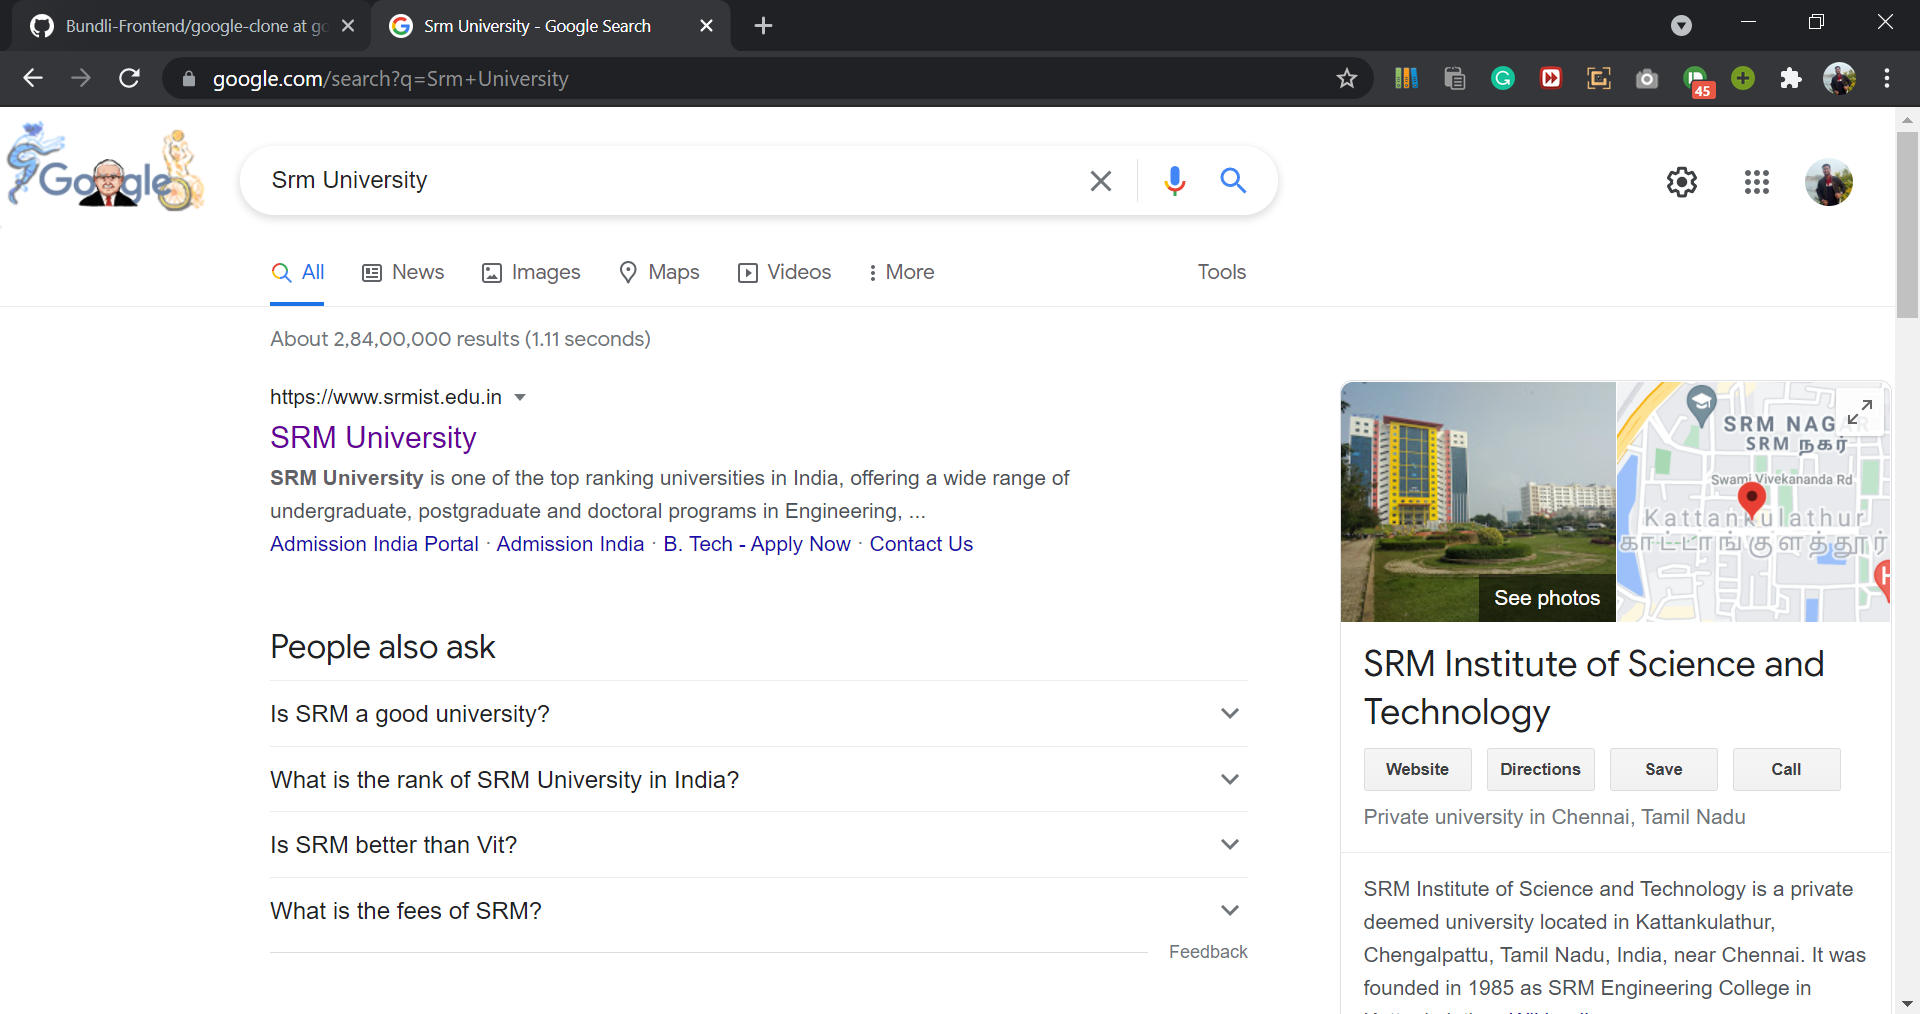 Bundli-Frontend/google-clone at go
Srm University - Google Search
google.com/search?q=Srm+University
45
Google
Srm University
All
News
Images
Maps
Videos
More
Tools
About 2,84,00,000 results (1.11 seconds)
https://www.srmist.edu.in
SRM University
SRM University is one of the top ranking universities in India, offering a wide range of
undergraduate, postgraduate and doctoral programs in Engineering, ...
Admission India Portal · Admission India · B. Tech - Apply Now · Contact Us
People also ask
Is SRM a good university?
What is the rank of SRM University in India?
Is SRM better than Vit?
What is the fees of SRM?
Feedback
See photos
SRM NAGAR
SRM நகர்
Swami Vivekananda Rd
Kattankulathur
காட்டாங்குளத்தூர்
H
SRM Institute of Science and
Technology
Website
Directions
Save
Call
Private university in Chennai, Tamil Nadu
SRM Institute of Science and Technology is a private
deemed university located in Kattankulathur,
Chengalpattu, Tamil Nadu, India, near Chennai. It was
founded in 1985 as SRM Engineering College in